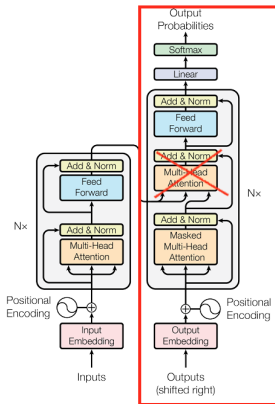 Output
Probabilities
Softmax
Linear
Add & Norm
Feed
Forward
Add & Norm
Multi-Head
Attention
Add & Norm
Masked
Multi-Head
Attention
N×
Positional
Encoding
Output
Embedding
Outputs
(shifted right)
Add & Norm
Feed
Forward
Add & Norm
Multi-Head
Attention
N×
Positional
Encoding
Input
Embedding
Inputs